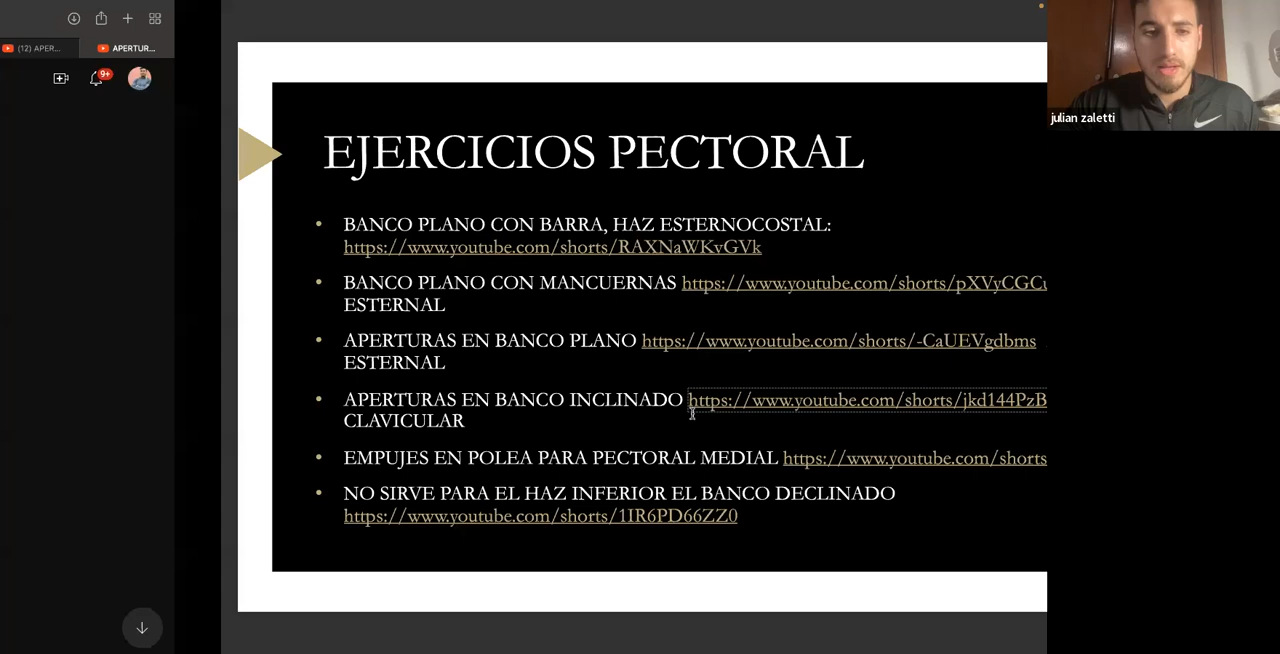 (12) APER...
APERTUR...
9+
julian zaletti
EJERCICIOS PECTORAL
BANCO PLANO CON BARRA, HAZ ESTERNOCOSTAL:
https://www.youtube.com/shorts/RAXNaWKvGVk
BANCO PLANO CON MANCUERNAS https://www.youtube.com/shorts/pXVyCGCu
ESTERNAL
APERTURAS EN BANCO PLANO https://www.youtube.com/shorts/-CaUEVgdbms
ESTERNAL
APERTURAS EN BANCO INCLINADO https://www.youtube.com/shorts/jkd144PzB
CLAVICULAR
EMPUJES EN POLEA PARA PECTORAL MEDIAL https://www.youtube.com/shorts
NO SIRVE PARA EL HAZ INFERIOR EL BANCO DECLINADO
https://www.youtube.com/shorts/1IR6PD66ZZ0